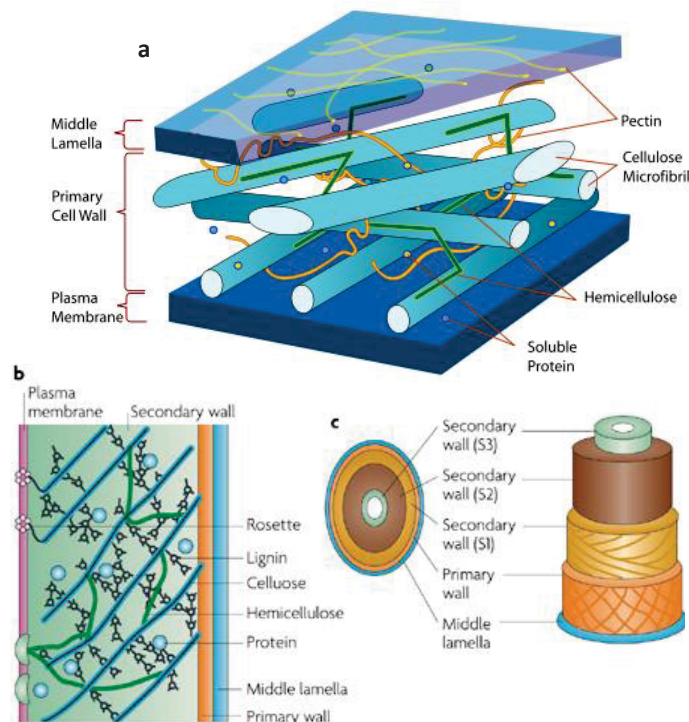 a
Middle
Lamella
Primary
Cell Wall
Plasma
Membrane
Pectin
Cellulose
Microfibril
Hemicellulose
Soluble
Protein
b
Plasma
membrane
Secondary wall
Rosette
Lignin
Celluose
Hemicellulose
Protein
Middle lamella
Primary wall
c
Secondary
wall (S3)
Secondary
wall (S2)
Secondary
wall (S1)
Primary
wall
Middle
lamella